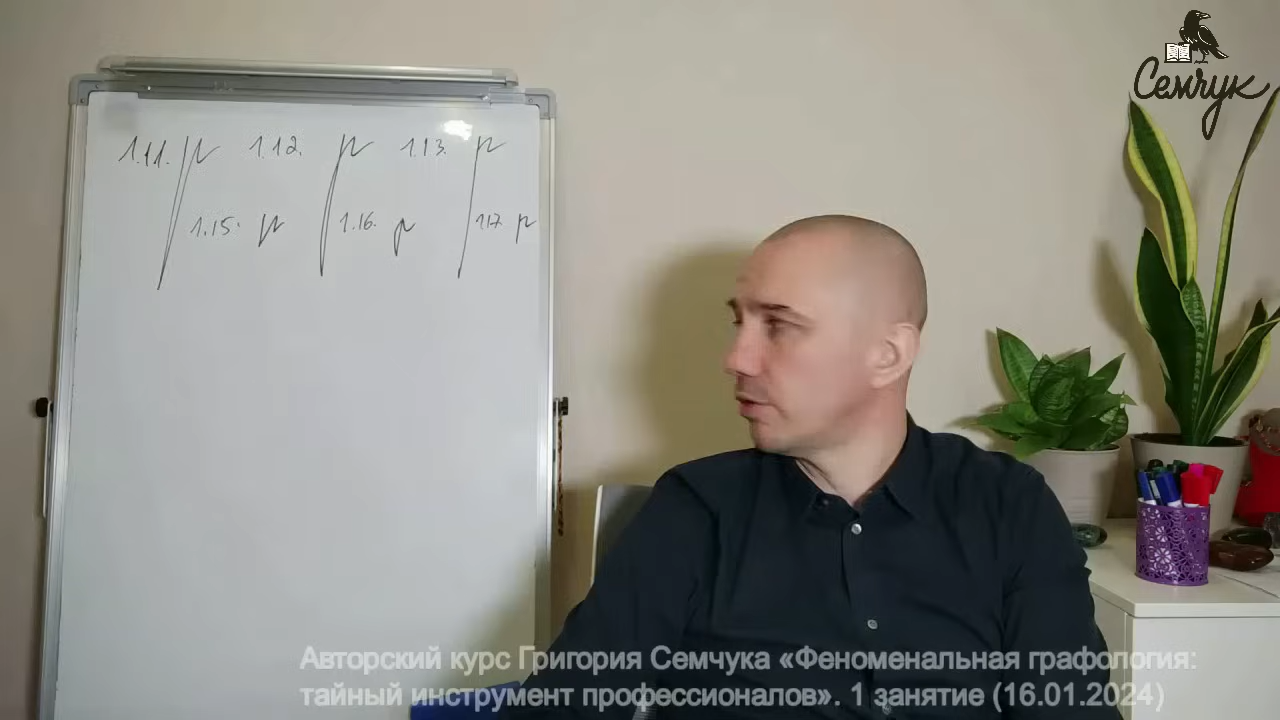 Семчук
1.11. р 1.12. р 1.13. р
1.15. р 1.16. р 1.17. р
Авторский курс Григория Семчука «Феноменальная графология:
тайный инструмент профессионалов». 1 занятие (16.01.2024)